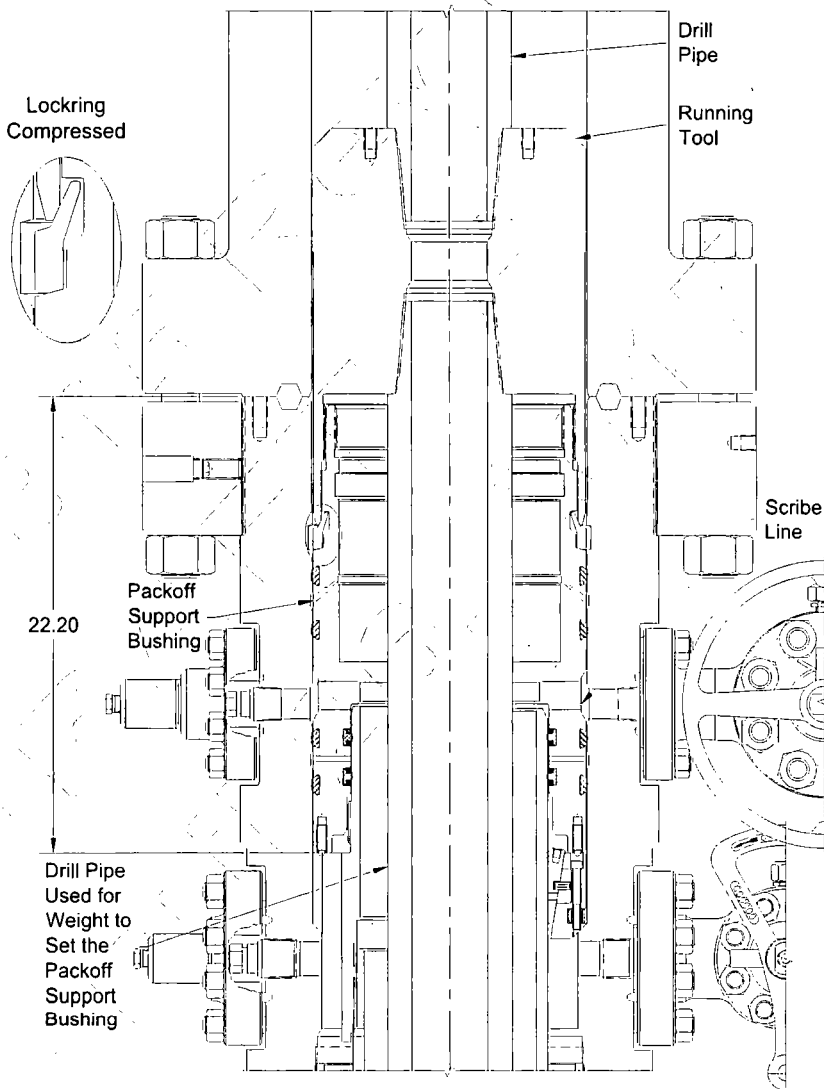 Drill
Pipe
Lockring
Compressed
Running
Tool
Scribe
Line
Packoff
Support
Bushing
22.20
Drill Pipe
Used for
Weight to
Set the
Packoff
Support
Bushing